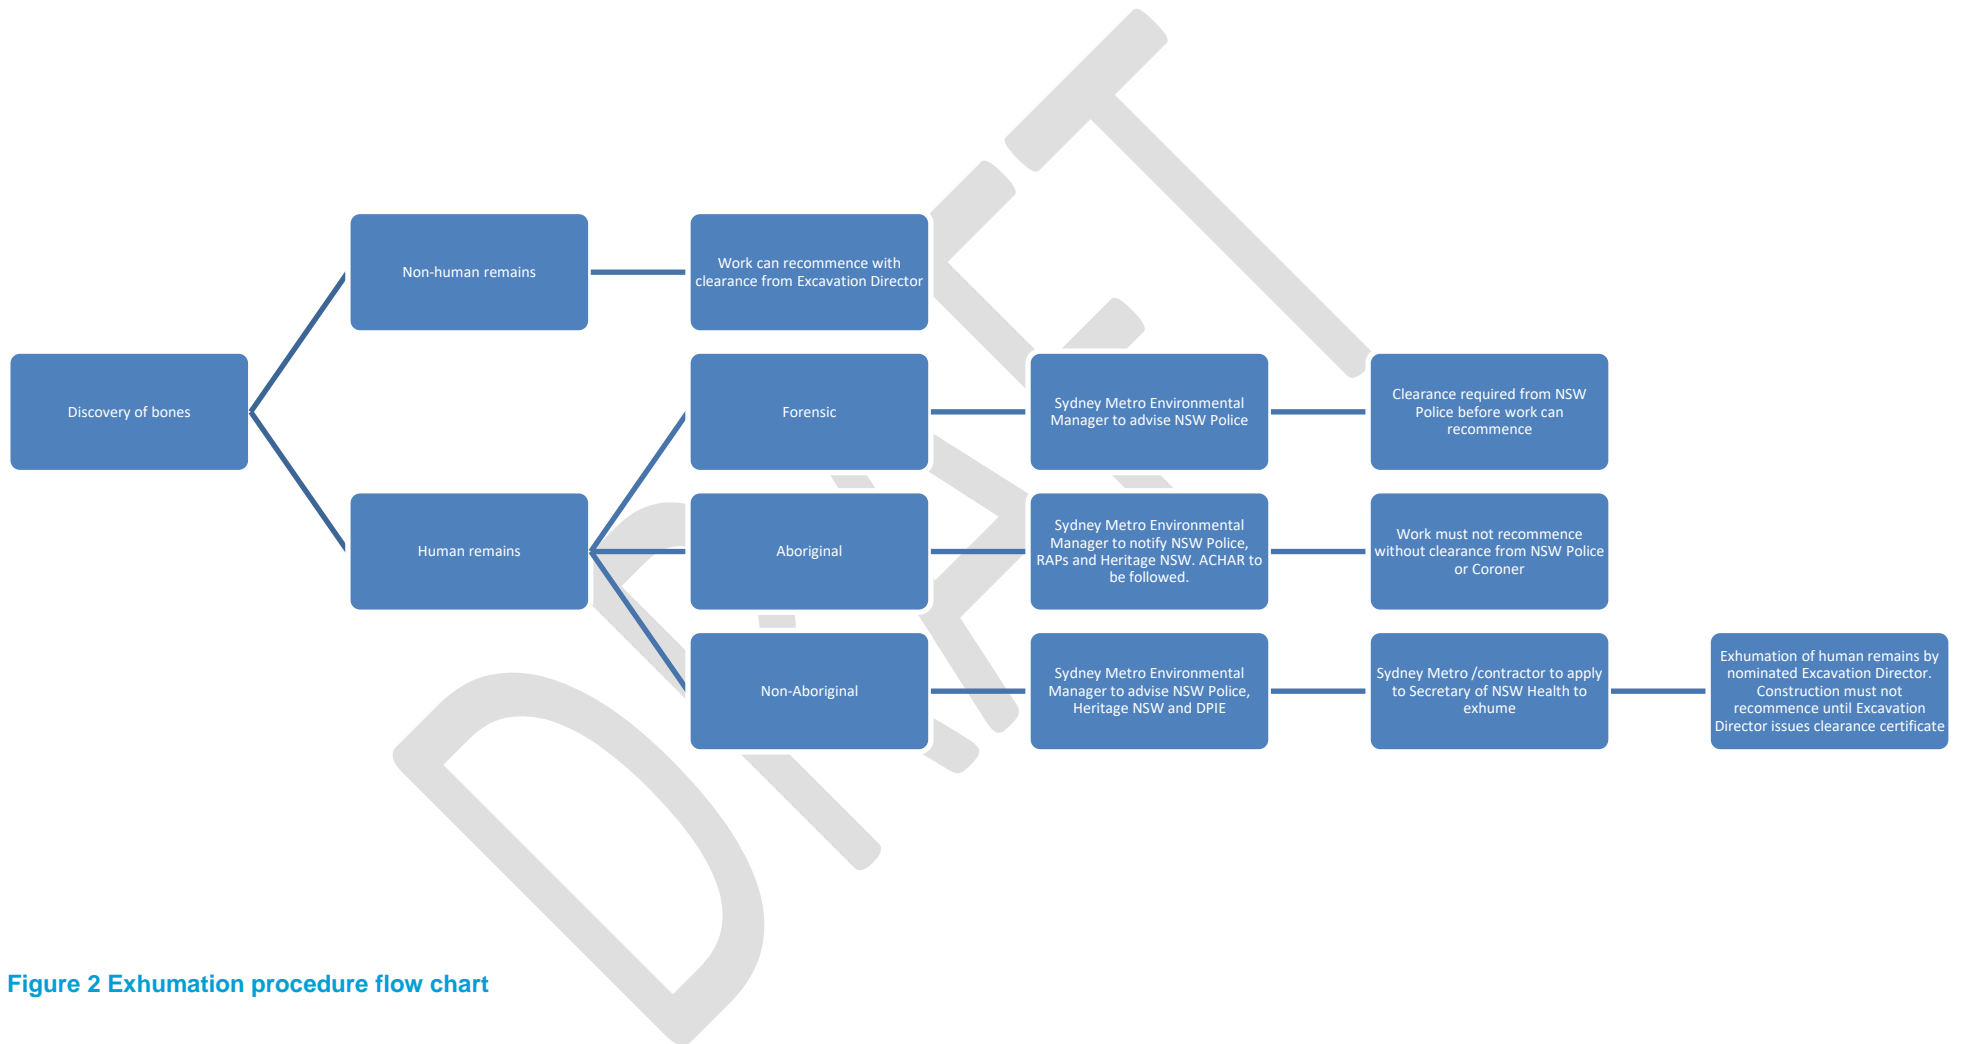 Non-human remains
Work can recommence with
clearance from Excavation Director
Discovery of bones
Forensic
Sydney Metro Environmental
Manager to advise NSW Police
Clearance required from NSW
Police before work can
recommence
Human remains
Aboriginal
Sydney Metro Environmental
Manager to notify NSW Police,
RAPs and Heritage NSW. ACHAR to
be followed.
Work must not recommence
without clearance from NSW Police
or Coroner
Non-Aboriginal
Sydney Metro Environmental
Manager to advise NSW Police,
Heritage NSW and DPIE
Sydney Metro /contractor to apply
to Secretary of NSW Health to
exhume
Exhumation of human remains by
nominated Excavation Director.
Construction must not
recommence until Excavation
Director issues clearance certificate
DRAFT
Figure 2 Exhumation procedure flow chart